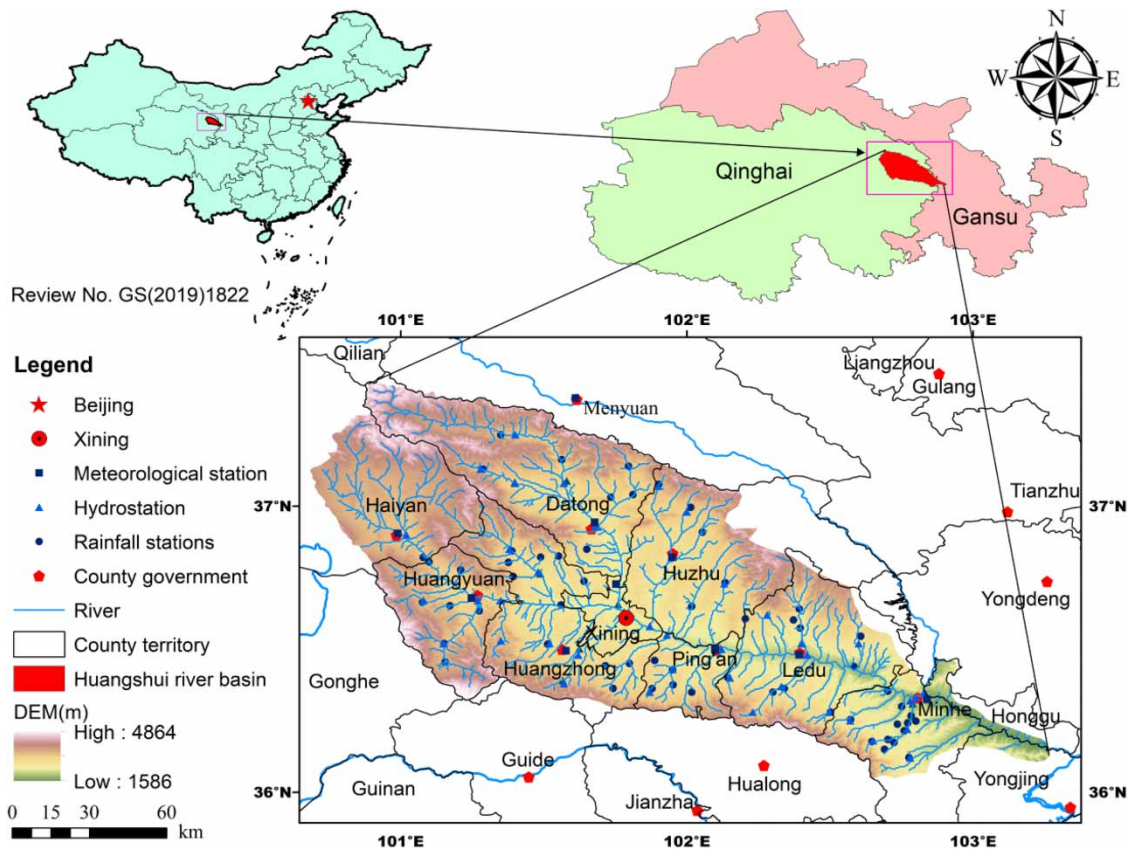 N
W
E
S
Qinghai
Gansu
Review No. GS(2019)1822
101°E
102°E
103°E
Legend
Beijing
Xining
Meteorological station
Hydrostation
Rainfall stations
County government
River
County territory
Huangshui river basin
DEM(m)
High : 4864
Low : 1586
0 15 30 60
km
Qilian
Liangzhou
Gulang
Menyuan
37°N
37°N
Tianzhu
Haiyan
Datong
Huangyuan
Huzhu
Yongdeng
Xining
Huangzhong
Ping'an
Ledu
Gonghe
Minhe
Honggu
Guide
Hualong
Yongjing
Guinan
Jianzha
36°N
36°N
101°E
102°E
103°E